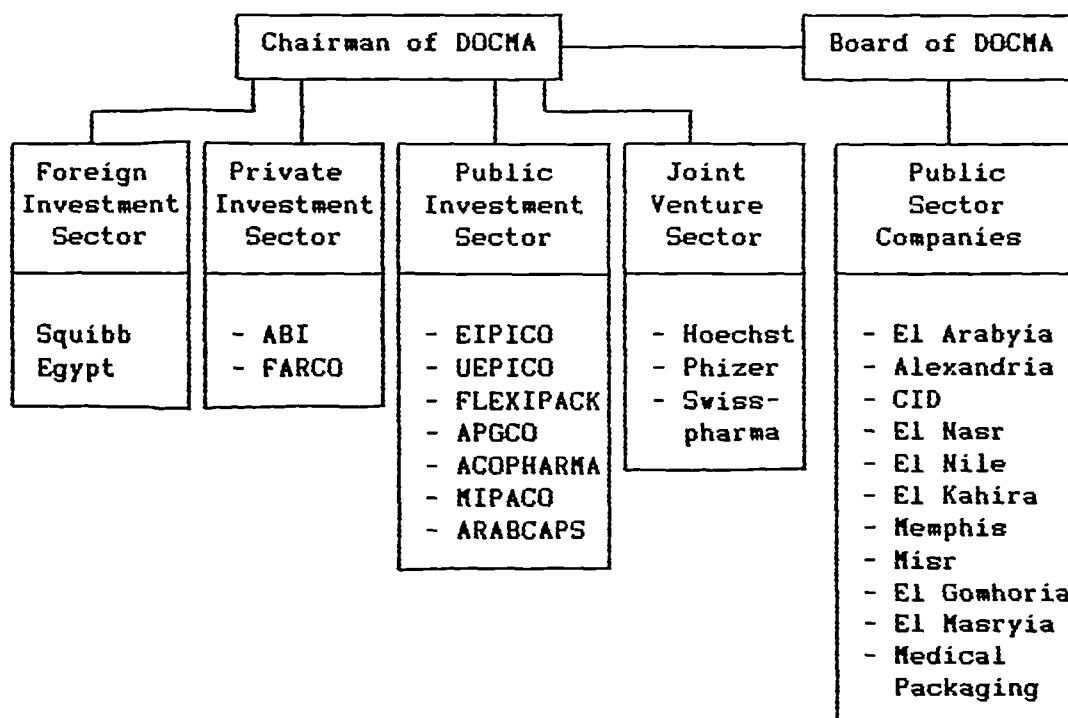 Chairman of DOCMA
Board of DOCMA
Foreign
Investment
Sector
Squibb
Egypt
Private
Investment
Sector
- ABI
- FARCO
Public
Investment
Sector
- EIPICO
- UEPICO
- FLEXIPACK
- APGCO
- ACOPHARMA
- MIPACO
- ARABCAPS
Joint
Venture
Sector
- Hoechst
- Phizer
- Swiss-
pharma
Public
Sector
Companies
- El Arabyia
- Alexandria
- CID
- El Nasr
- El Nile
- El Kahira
- Memphis
- Misr
- El Gomhoria
- El Masryia
- Medical
Packaging